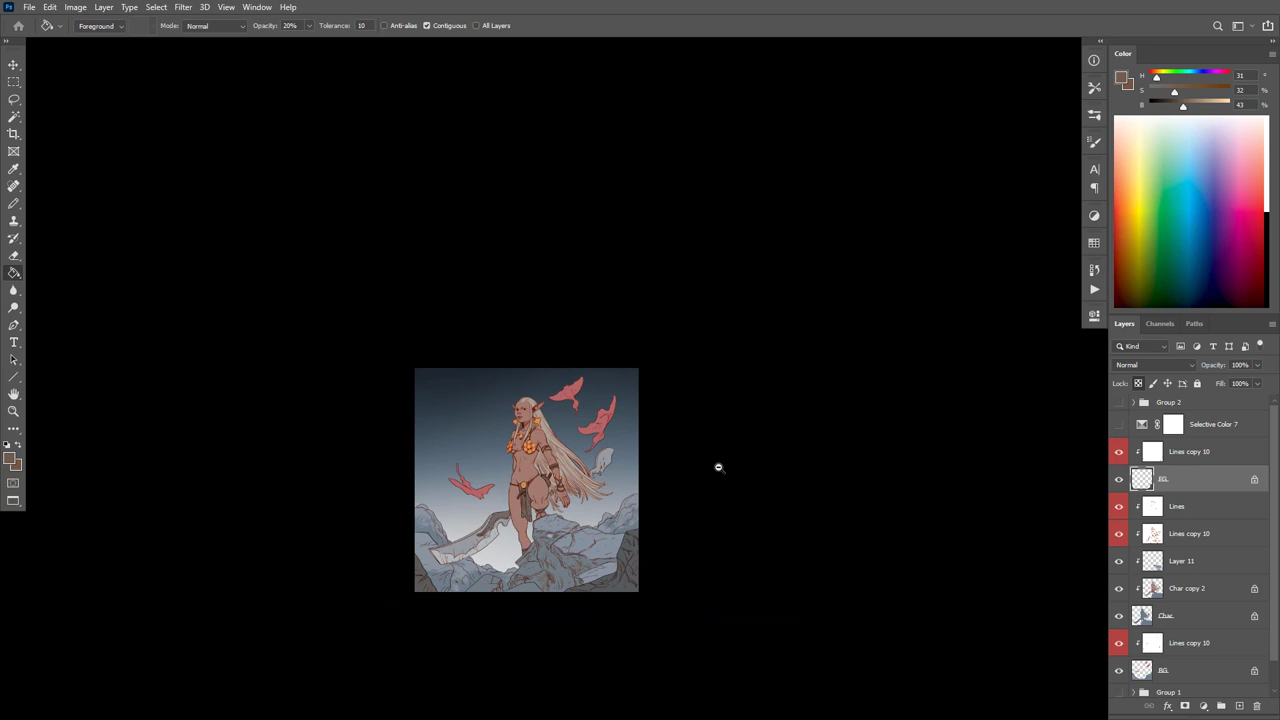 Ps File Edit Image Layer Type Select Filter 3D View Window Help
Foreground Mode: Normal Opacity: 20% Tolerance: 10 Anti-alias Contiguous All Layers
Color
H 31 °
S 32 %
B 43 %
Layers Channels Paths
Kind
Normal Opacity: 100%
Lock: Fill: 100%
Group 2
Selective Color 7
Lines copy 10
Lines
Lines copy 10
Layer 11
Char copy 2
Char
Lines copy 10
BG
Group 1